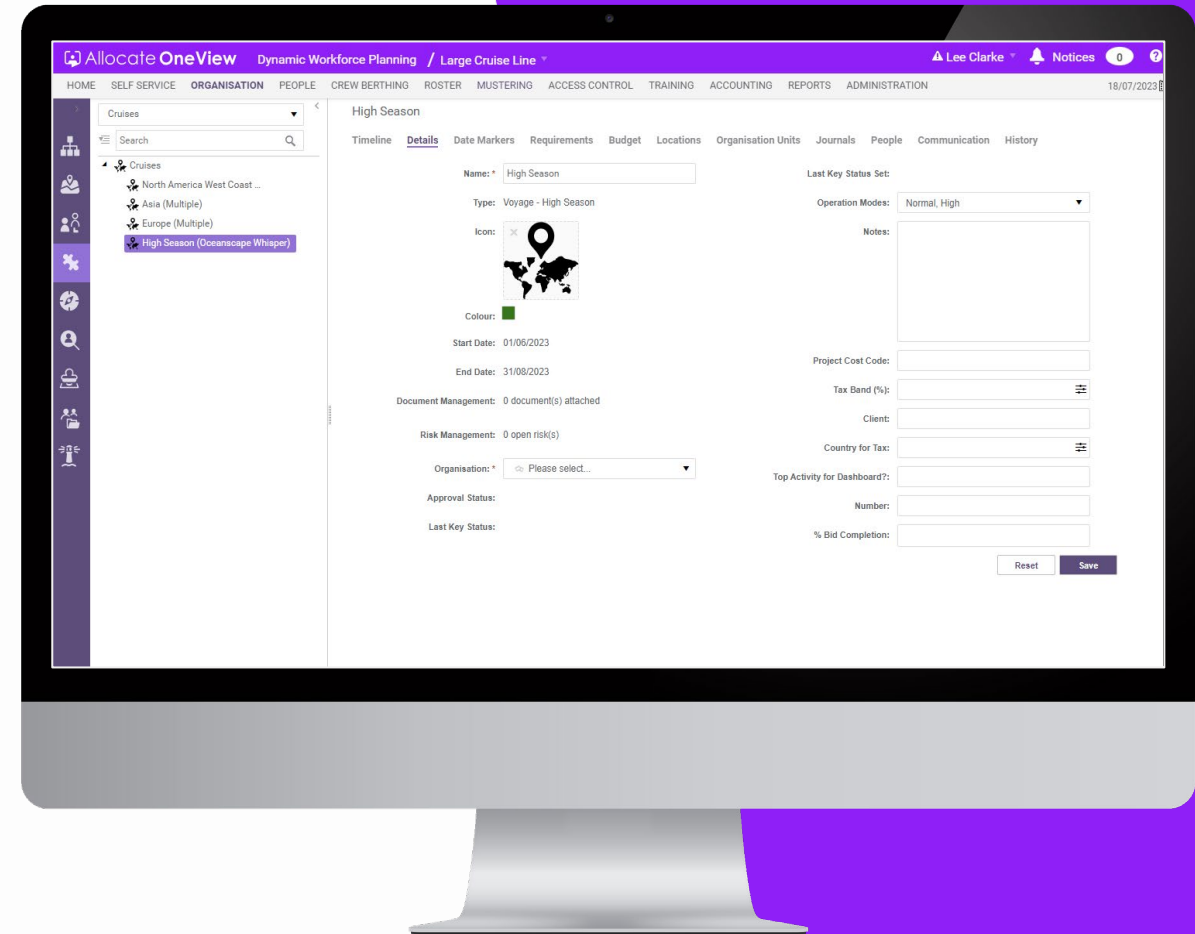 Allocate OneView Dynamic Workforce Planning / Large Cruise Line Lee Clarke Notices 0 ?
HOME SELF SERVICE ORGANISATION PEOPLE CREW BERTHING ROSTER MUSTERING ACCESS CONTROL TRAINING ACCOUNTING REPORTS ADMINISTRATION 18/07/2023
Cruises
Search
Cruises
North America West Coast ...
Asia (Multiple)
Europe (Multiple)
High Season (Oceanscape Whisper)
High Season
Timeline Details Date Markers Requirements Budget Locations Organisation Units Journals People Communication History
Name: * High Season
Type: Voyage - High Season
Icon:
Colour:
Start Date: 01/06/2023
End Date: 31/08/2023
Document Management: 0 document(s) attached
Risk Management: 0 open risk(s)
Organisation: * Please select...
Approval Status:
Last Key Status:
Last Key Status Set:
Operation Modes: Normal, High
Notes:
Project Cost Code:
Tax Band (%):
Client:
Country for Tax:
Top Activity for Dashboard?:
Number:
% Bid Completion:
Reset Save